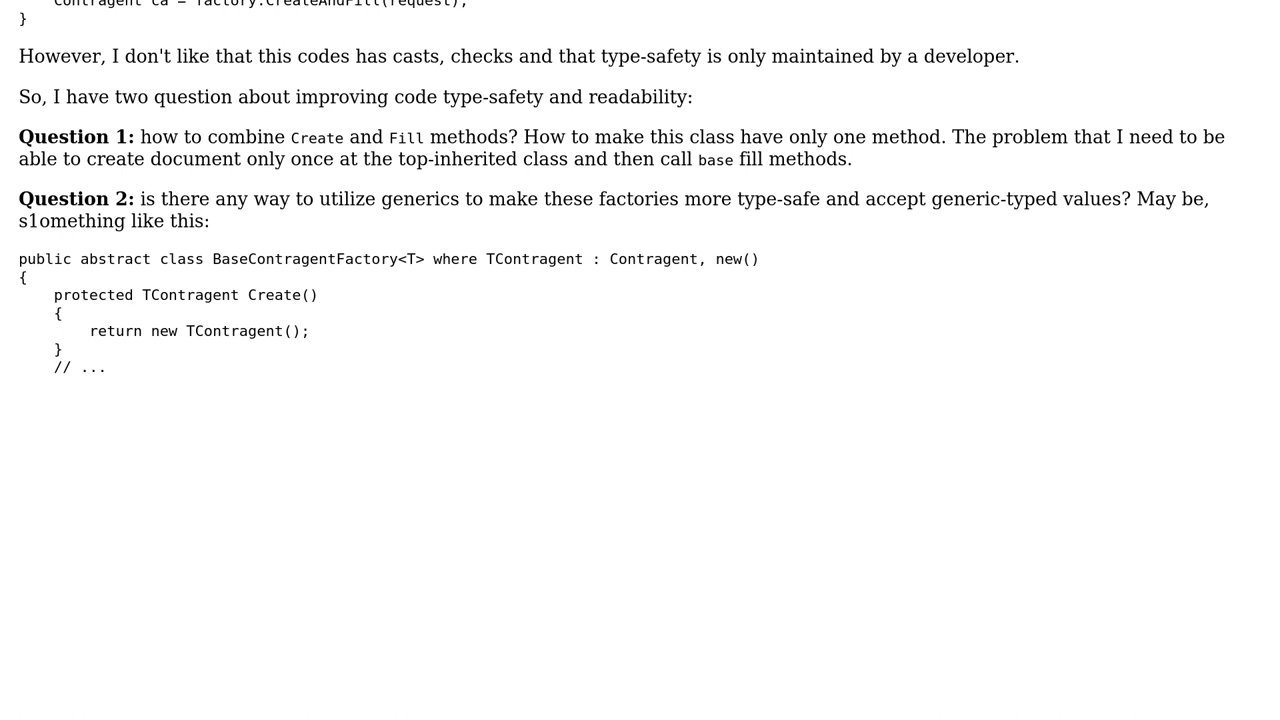 Contragent ca = factory.CreateAndFill(request);
}
However, I don't like that this codes has casts, checks and that type-safety is only maintained by a developer.
So, I have two question about improving code type-safety and readability:
Question 1: how to combine Create and Fill methods? How to make this class have only one method. The problem that I need to be
able to create document only once at the top-inherited class and then call base fill methods.
Question 2: is there any way to utilize generics to make these factories more type-safe and accept generic-typed values? May be,
s1omething like this:
public abstract class BaseContragentFactory<T> where TContragent : Contragent, new()
{
    protected TContragent Create()
    {
        return new TContragent();
    }
    // ...